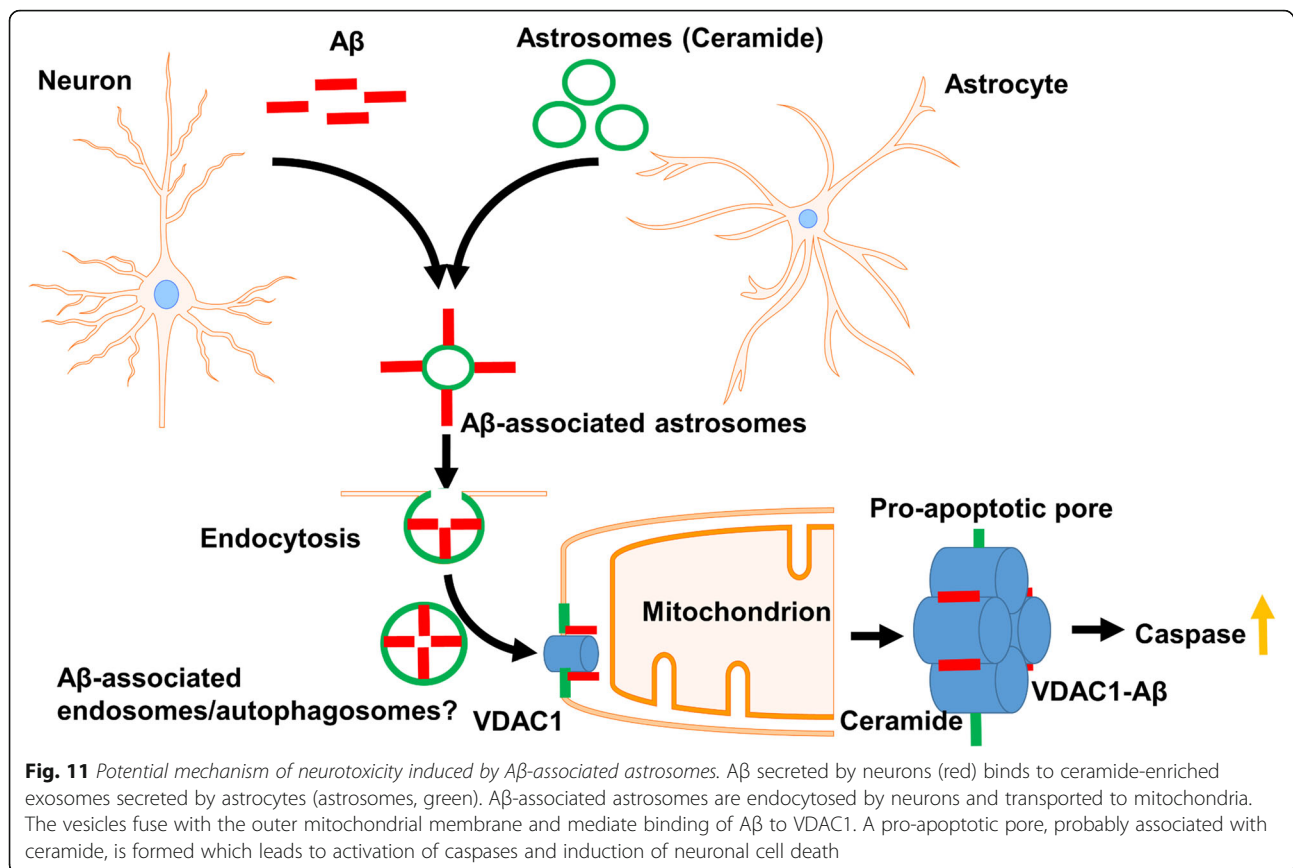 Aβ
Astrosomes (Ceramide)
Neuron
Astrocyte
Aβ-associated astrosomes
Endocytosis
Pro-apoptotic pore
Mitochondrion
Caspase
Aβ-associated
endosomes/autophagosomes?
VDAC1
Ceramide
VDAC1-Aβ
Fig. 11 Potential mechanism of neurotoxicity induced by Aβ-associated astrosomes. Aβ secreted by neurons (red) binds to ceramide-enriched
exosomes secreted by astrocytes (astrosomes, green). Aβ-associated astrosomes are endocytosed by neurons and transported to mitochondria.
The vesicles fuse with the outer mitochondrial membrane and mediate binding of Aβ to VDAC1. A pro-apoptotic pore, probably associated with
ceramide, is formed which leads to activation of caspases and induction of neuronal cell death